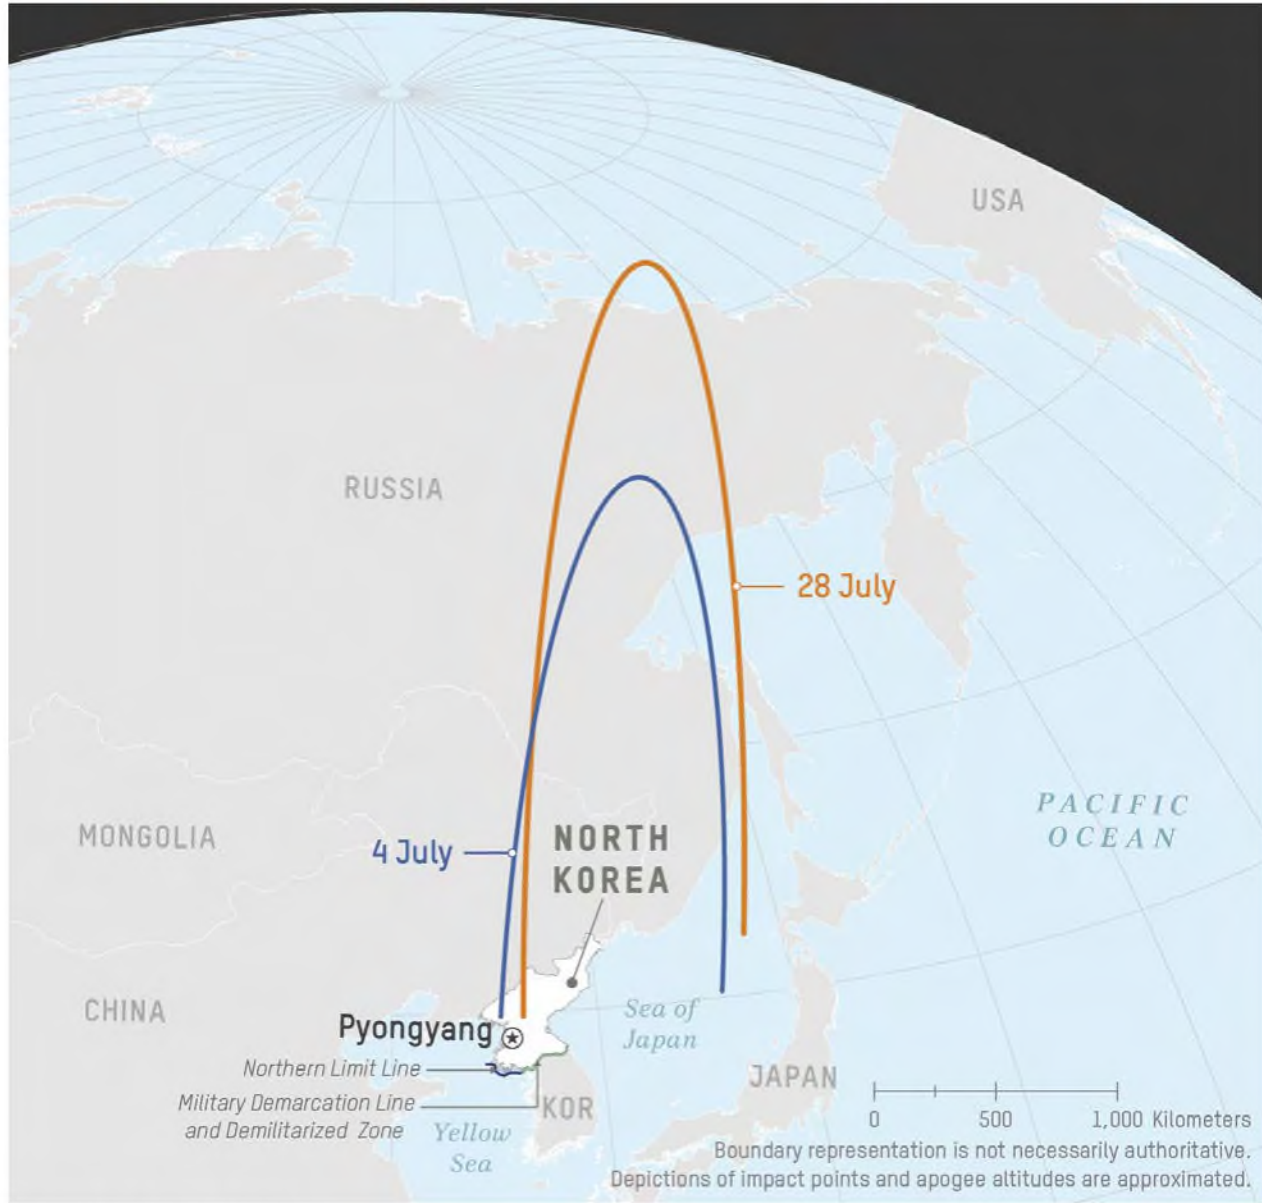 USA
RUSSIA
28 July
PACIFIC
OCEAN
MONGOLIA
4 July
NORTH
KOREA
CHINA
Sea of
Japan
Pyongyang
Northern Limit Line
JAPAN
Military Demarcation Line
and Demilitarized Zone
KOR
Yellow
Sea
0 500 1,000 Kilometers
Boundary representation is not necessarily authoritative.
Depictions of impact points and apogee altitudes are approximated.